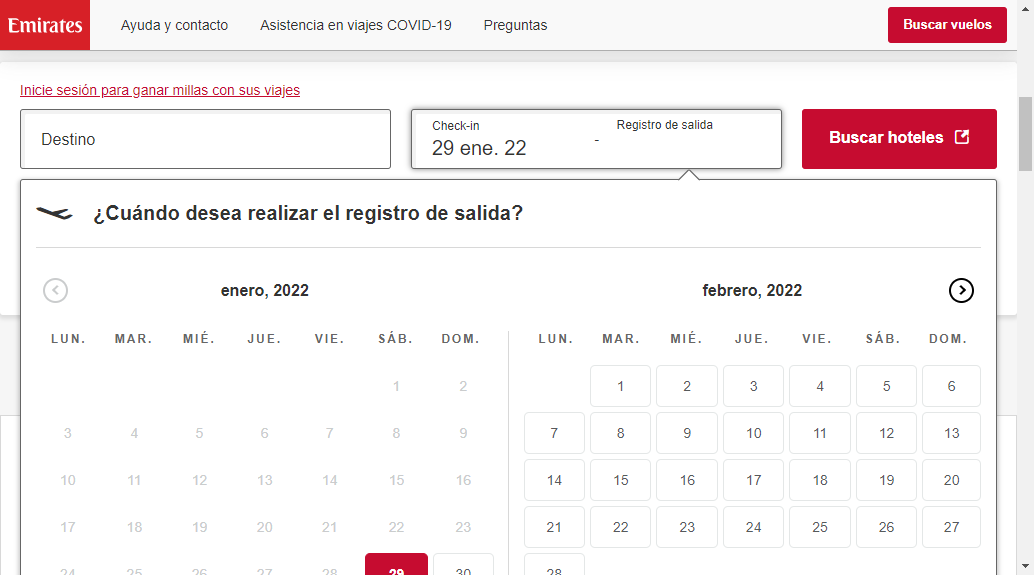 Emirates
Ayuda y contacto
Asistencia en viajes COVID-19
Preguntas
Buscar vuelos
Inicie sesión para ganar millas con sus viajes
Destino
Check-in
29 ene. 22
-
Registro de salida
Buscar hoteles
¿Cuándo desea realizar el registro de salida?
enero, 2022
LUN. MAR. MIÉ. JUE. VIE. SÁB. DOM.
1 2
3 4 5 6 7 8 9
10 11 12 13 14 15 16
17 18 19 20 21 22 23
24 25 26 27 28 29 30
febrero, 2022
LUN. MAR. MIÉ. JUE. VIE. SÁB. DOM.
1 2 3 4 5 6
7 8 9 10 11 12 13
14 15 16 17 18 19 20
21 22 23 24 25 26 27
28